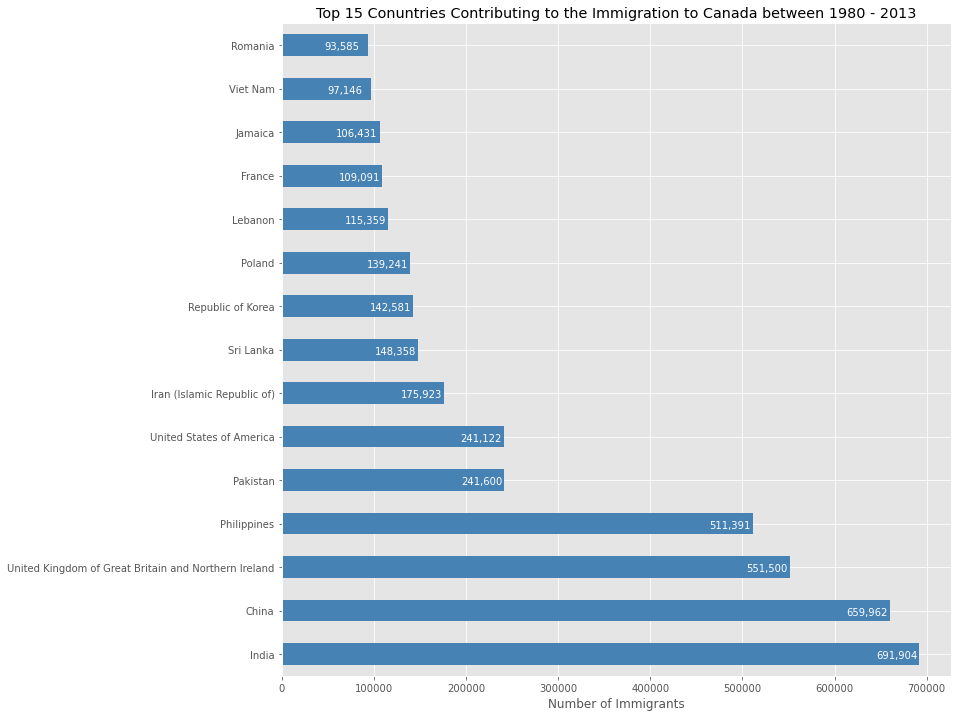 Top 15 Conuntries Contributing to the Immigration to Canada between 1980 - 2013
Romania 93,585
Viet Nam 97,146
Jamaica 106,431
France 109,091
Lebanon 115,359
Poland 139,241
Republic of Korea 142,581
Sri Lanka 148,358
Iran (Islamic Republic of) 175,923
United States of America 241,122
Pakistan 241,600
Philippines 511,391
United Kingdom of Great Britain and Northern Ireland 551,500
China 659,962
India 691,904
0 100000 200000 300000 400000 500000 600000 700000
Number of Immigrants